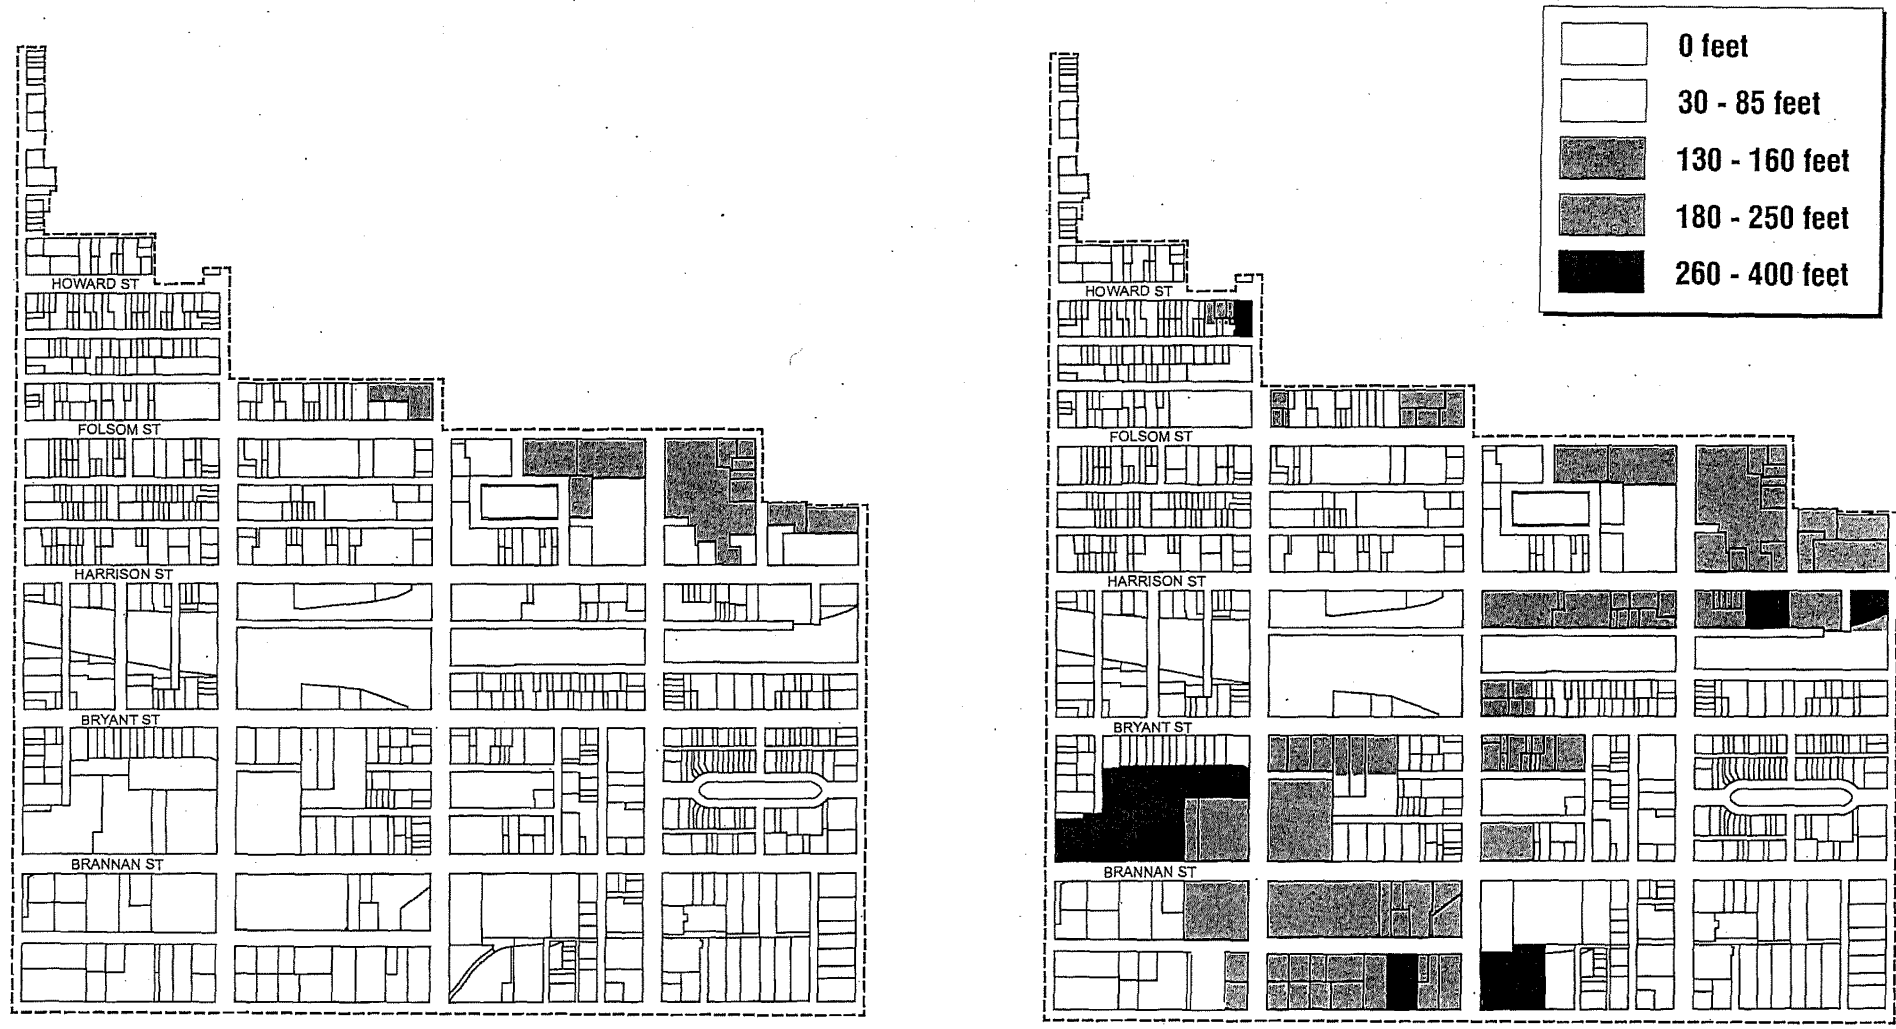 0 feet
30 - 85 feet
130 - 160 feet
180 - 250 feet
260 - 400 feet
HOWARD ST
FOLSOM ST
HARRISON ST
BRYANT ST
BRANNAN ST
HOWARD ST
FOLSOM ST
HARRISON ST
BRYANT ST
BRANNAN ST